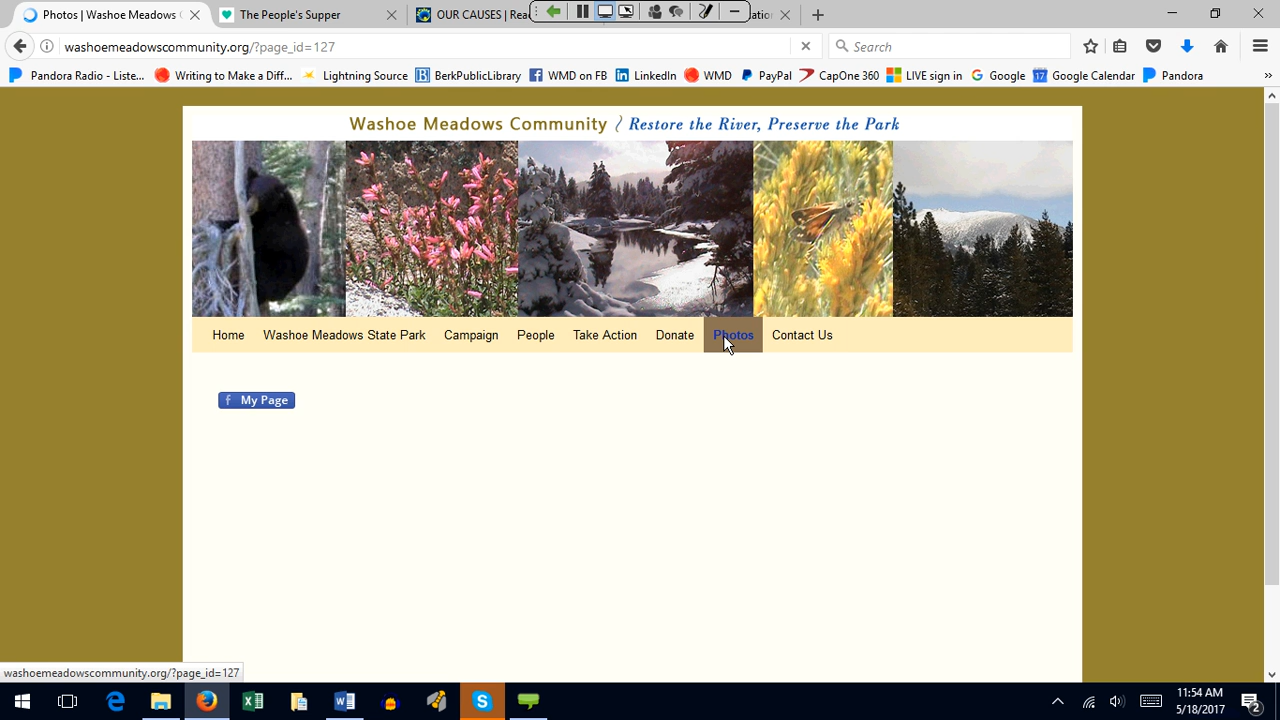 Photos | Washoe Meadows C
The People's Supper
OUR CAUSES | Rea
ation
washoemeadowscommunity.org/?page_id=127
Search
Pandora Radio - Liste...
Writing to Make a Diff...
Lightning Source
BerkPublicLibrary
WMD on FB
LinkedIn
WMD
PayPal
CapOne 360
LIVE sign in
Google
Google Calendar
Pandora
Washoe Meadows Community
Restore the River, Preserve the Park
Home
Washoe Meadows State Park
Campaign
People
Take Action
Donate
Photos
Contact Us
My Page
washoemeadowscommunity.org/?page_id=127
11:54 AM
5/18/2017
2